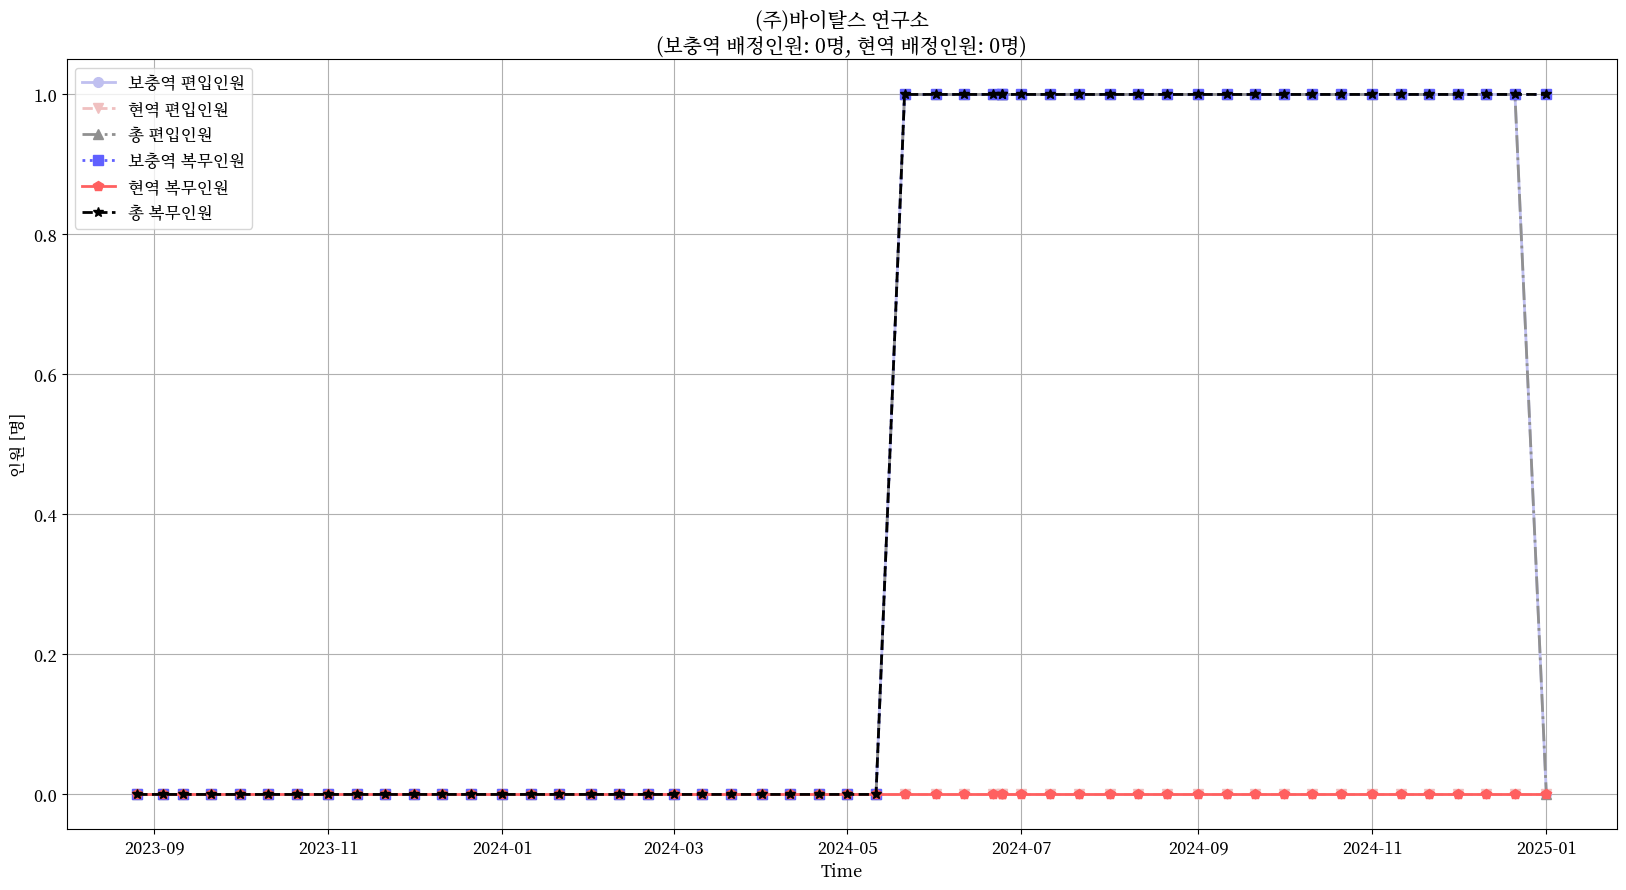 (주)바이탈스 연구소
(보충역 배정인원: 0명, 현역 배정인원: 0명)
보충역 편입인원
현역 편입인원
총 편입인원
보충역 복무인원
현역 복무인원
총 복무인원
1.0
0.8
0.6
0.4
0.2
0.0
인원 [명]
2023-09 2023-11 2024-01 2024-03 2024-05 2024-07 2024-09 2024-11 2025-01
Time